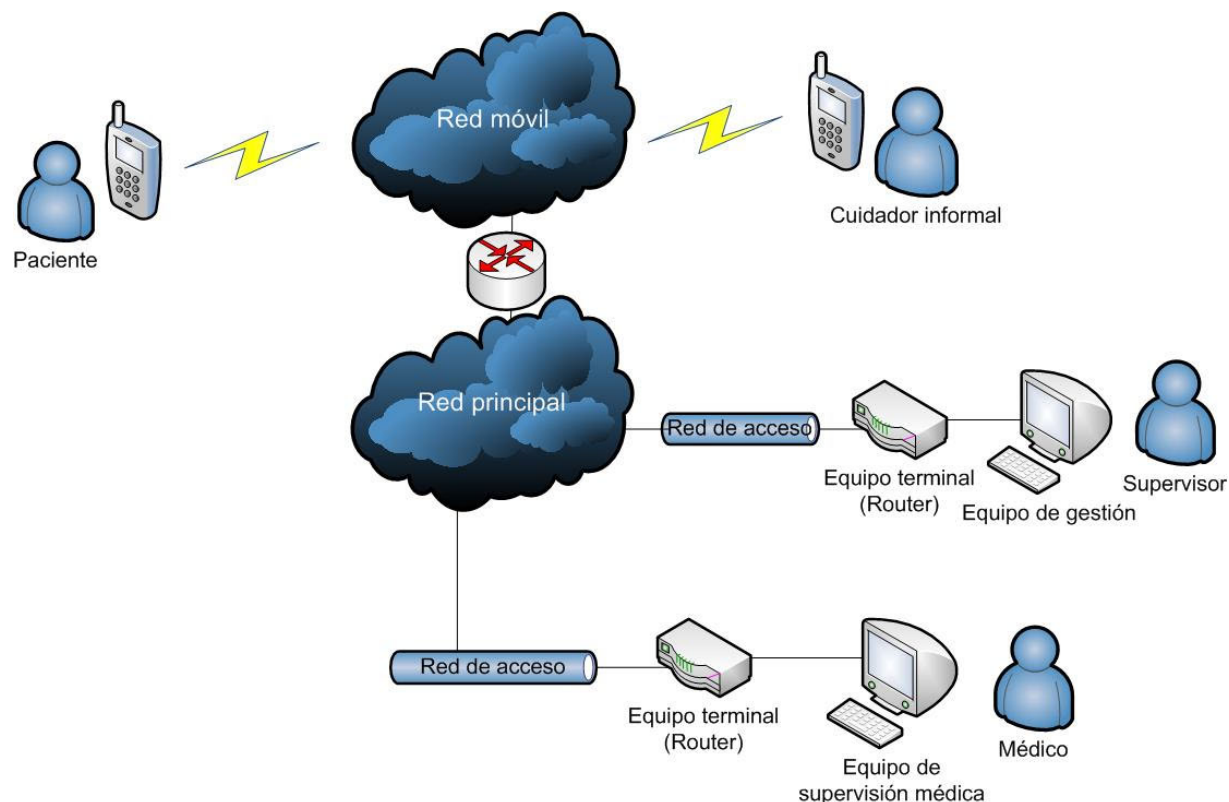 Red móvil
Paciente
Cuidador informal
Red principal
Red de acceso
Equipo terminal
(Router)
Equipo de gestión
Supervisor
Red de acceso
Equipo terminal
(Router)
Equipo de
supervisión médica
Médico